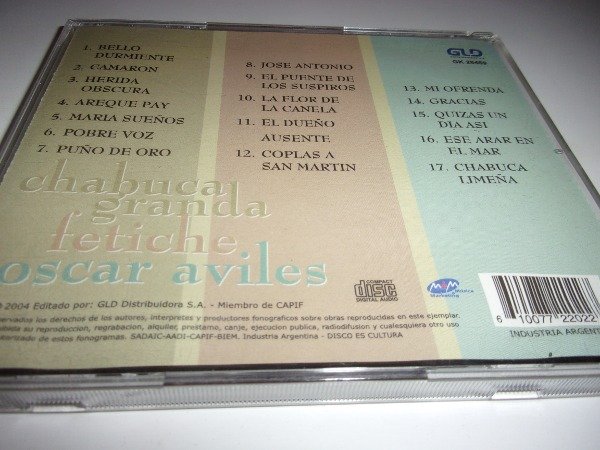 1. BELLO
DURMIENTE
2. CAMARON
3. HERIDA
OBSCURA
4. AREQUE PAY
5. MARIA SUEÑOS
6. POBRE VOZ
7. PUÑO DE ORO
8. JOSE ANTONIO
9. EL PUENTE DE
LOS SUSPIROS
10. LA FLOR DE
LA CANELA
11. EL DUEÑO
AUSENTE
12. COPLAS A
SAN MARTIN
GLD
13. MI OFRENDA
14. GRACIAS
15. QUIZAS UN
DIA ASI
16. ESE ARAR EN
EL MAR
17. CHABUCA
LIMEÑA
chabuca
granda
fetiche
oscar aviles
COMPACT
disc
DIGITAL AUDIO
2004 Editado por: GLD Distribuidora S.A. - Miembro de CAPIF
los derechos de los autores, interpretes y productores fonograficos sobre obras reproducidas en este ejemplar.
su reproduccion, regrabacion, alquiler, prestamo, canje, ejecucion publica, radiodifusion y cualesquiera otro uso
de estos fonogramas. SADAIC-AADI-CAPIF-BIEM. Industria Argentina - DISCO ES CULTURA
6 10077 22022
INDUSTRIA ARGENT